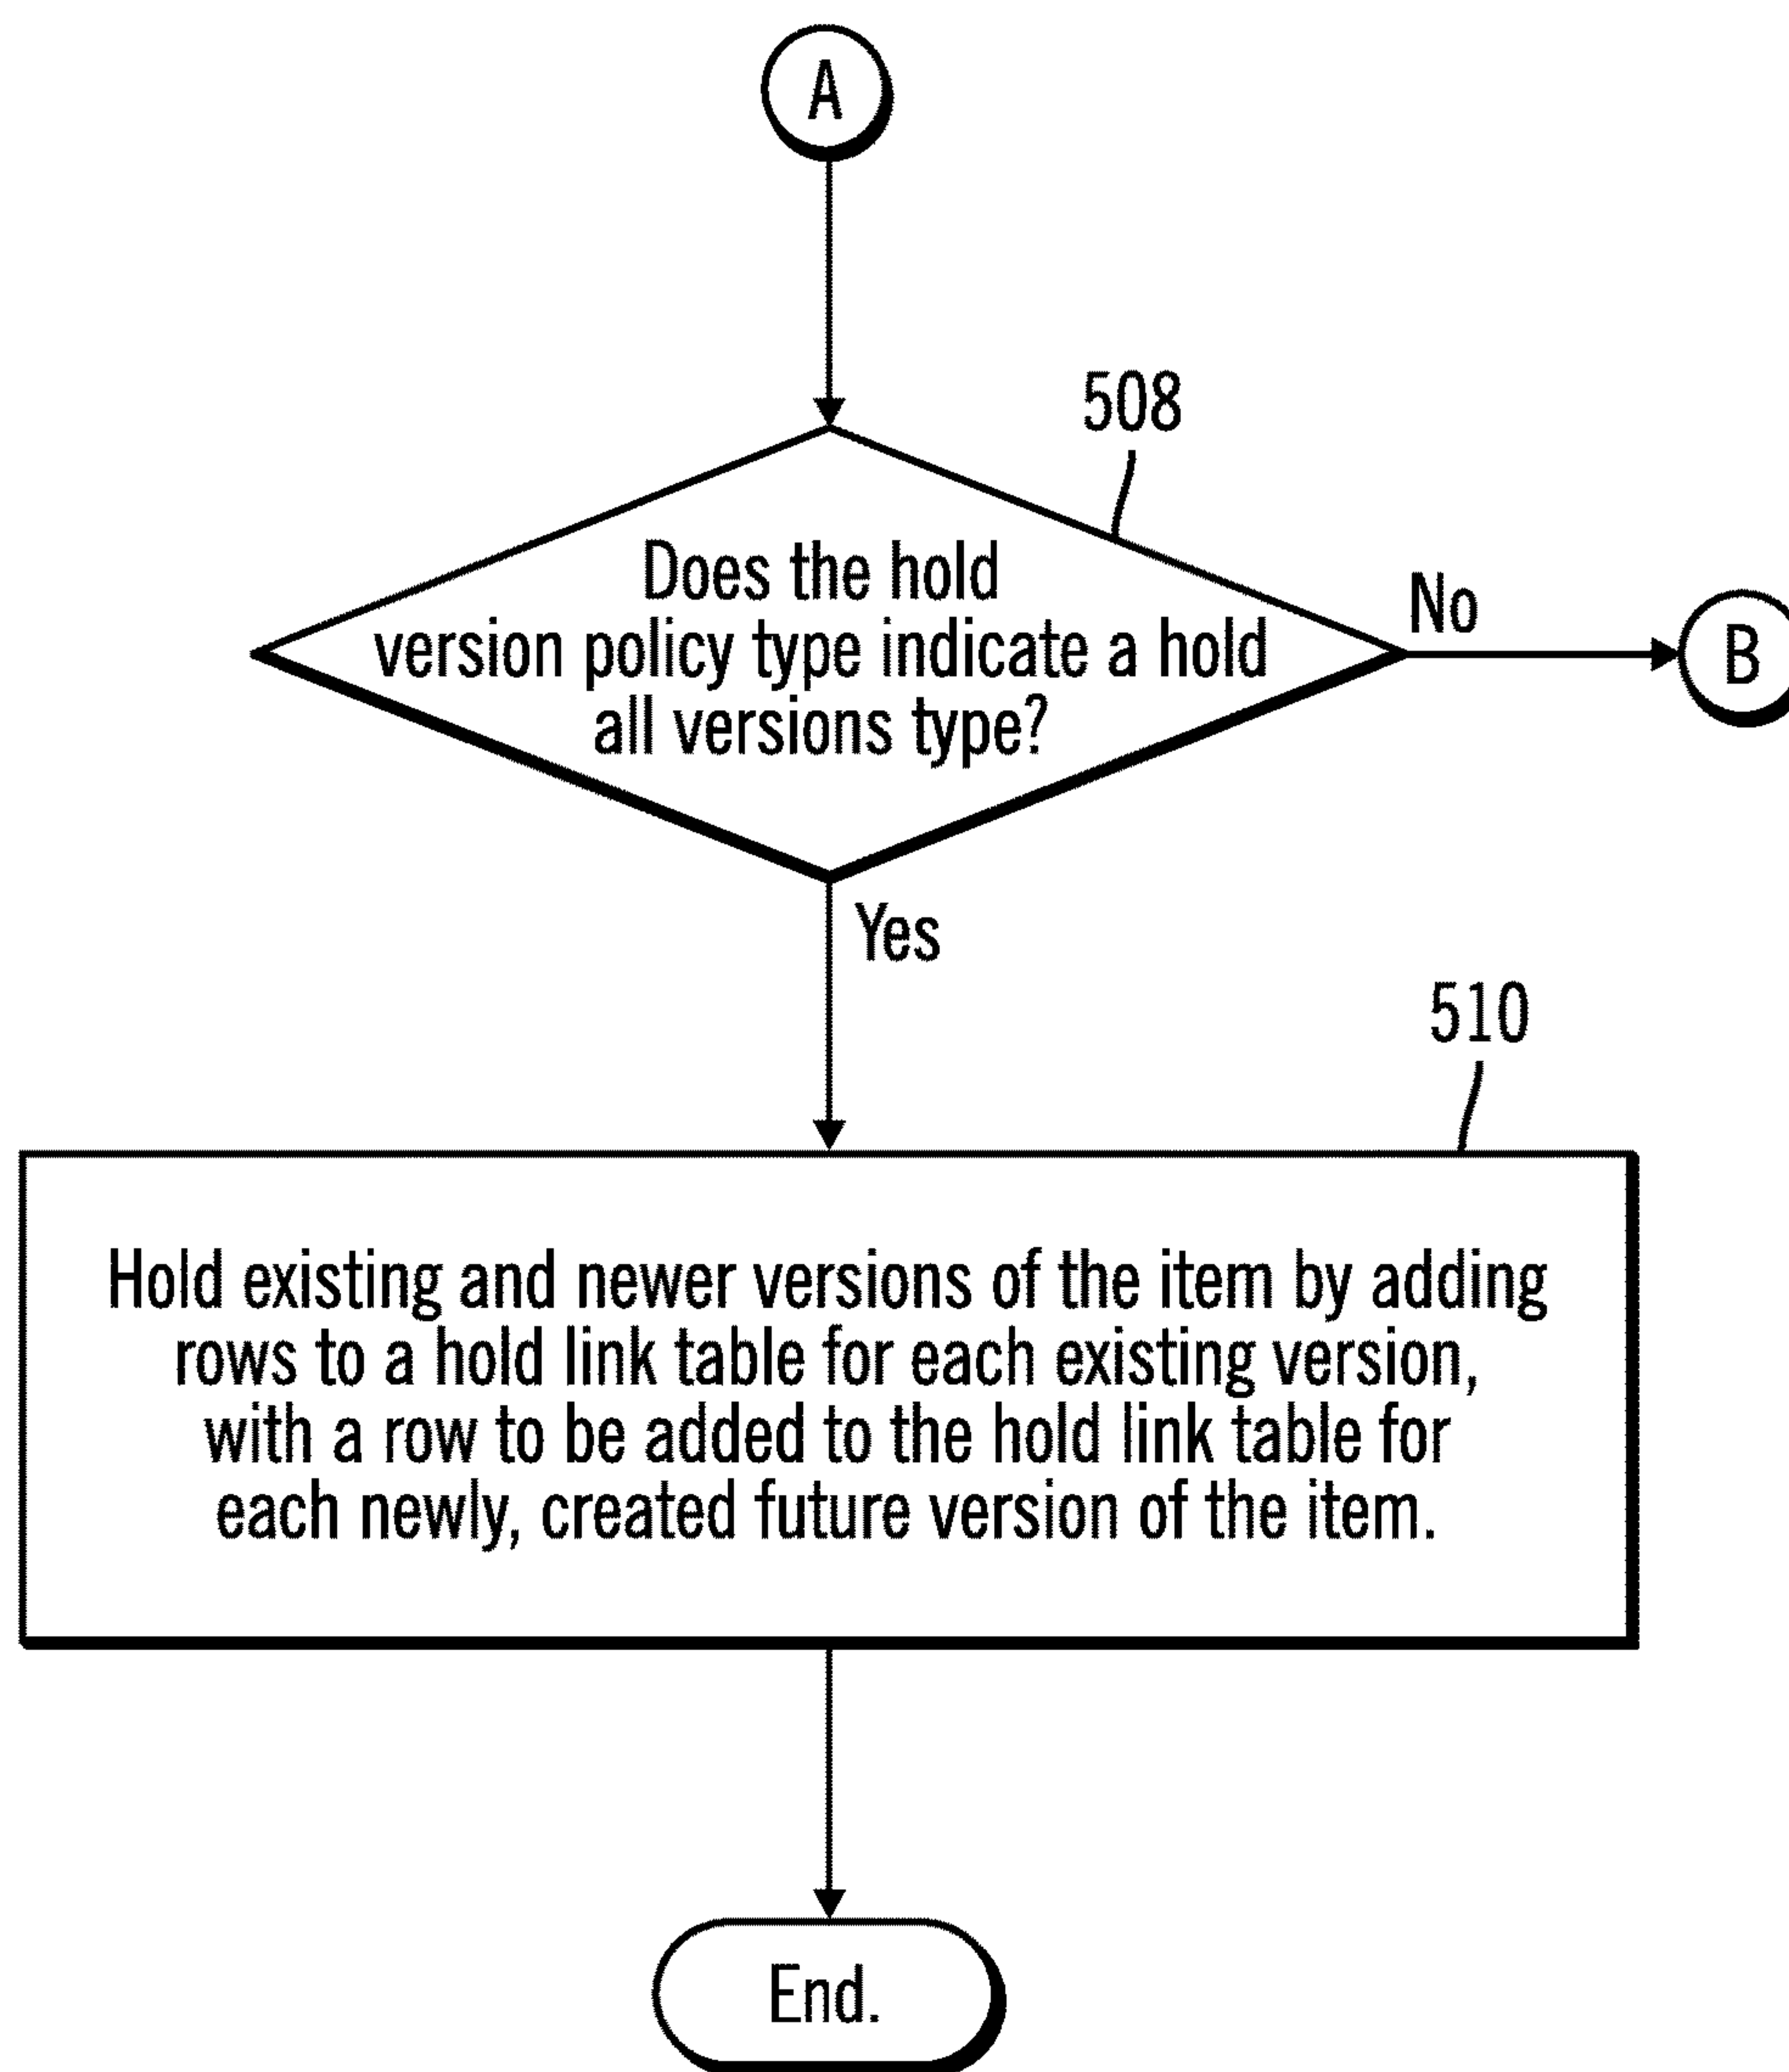 A
508
Does the hold
version policy type indicate a hold
all versions type?
No
B
Yes
510
Hold existing and newer versions of the item by adding
rows to a hold link table for each existing version,
with a row to be added to the hold link table for
each newly, created future version of the item.
End.